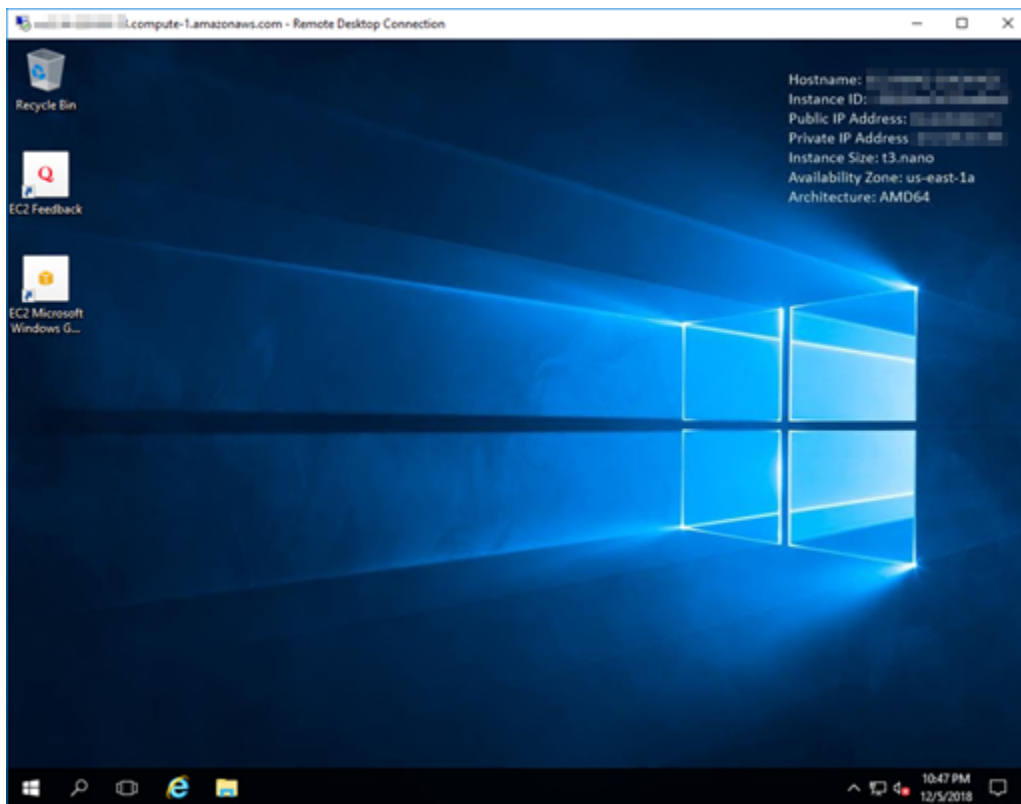 .compute-1.amazonaws.com - Remote Desktop Connection
Recycle Bin
EC2 Feedback
EC2 Microsoft
Windows G...
Hostname:
Instance ID:
Public IP Address:
Private IP Address
Instance Size: t3.nano
Availability Zone: us-east-1a
Architecture: AMD64
10:47 PM
12/5/2018